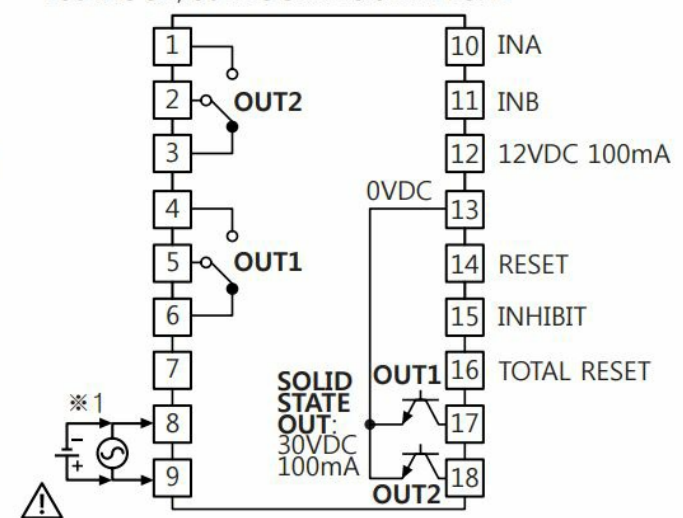 1
2
3
OUT2
4
5
6
OUT1
7
※1
8
9
-
+
!
10 INA
11 INB
12 12VDC 100mA
0VDC
13
14 RESET
15 INHIBIT
16 TOTAL RESET
SOLID
STATE
OUT:
30VDC
100mA
OUT1
17
18
OUT2